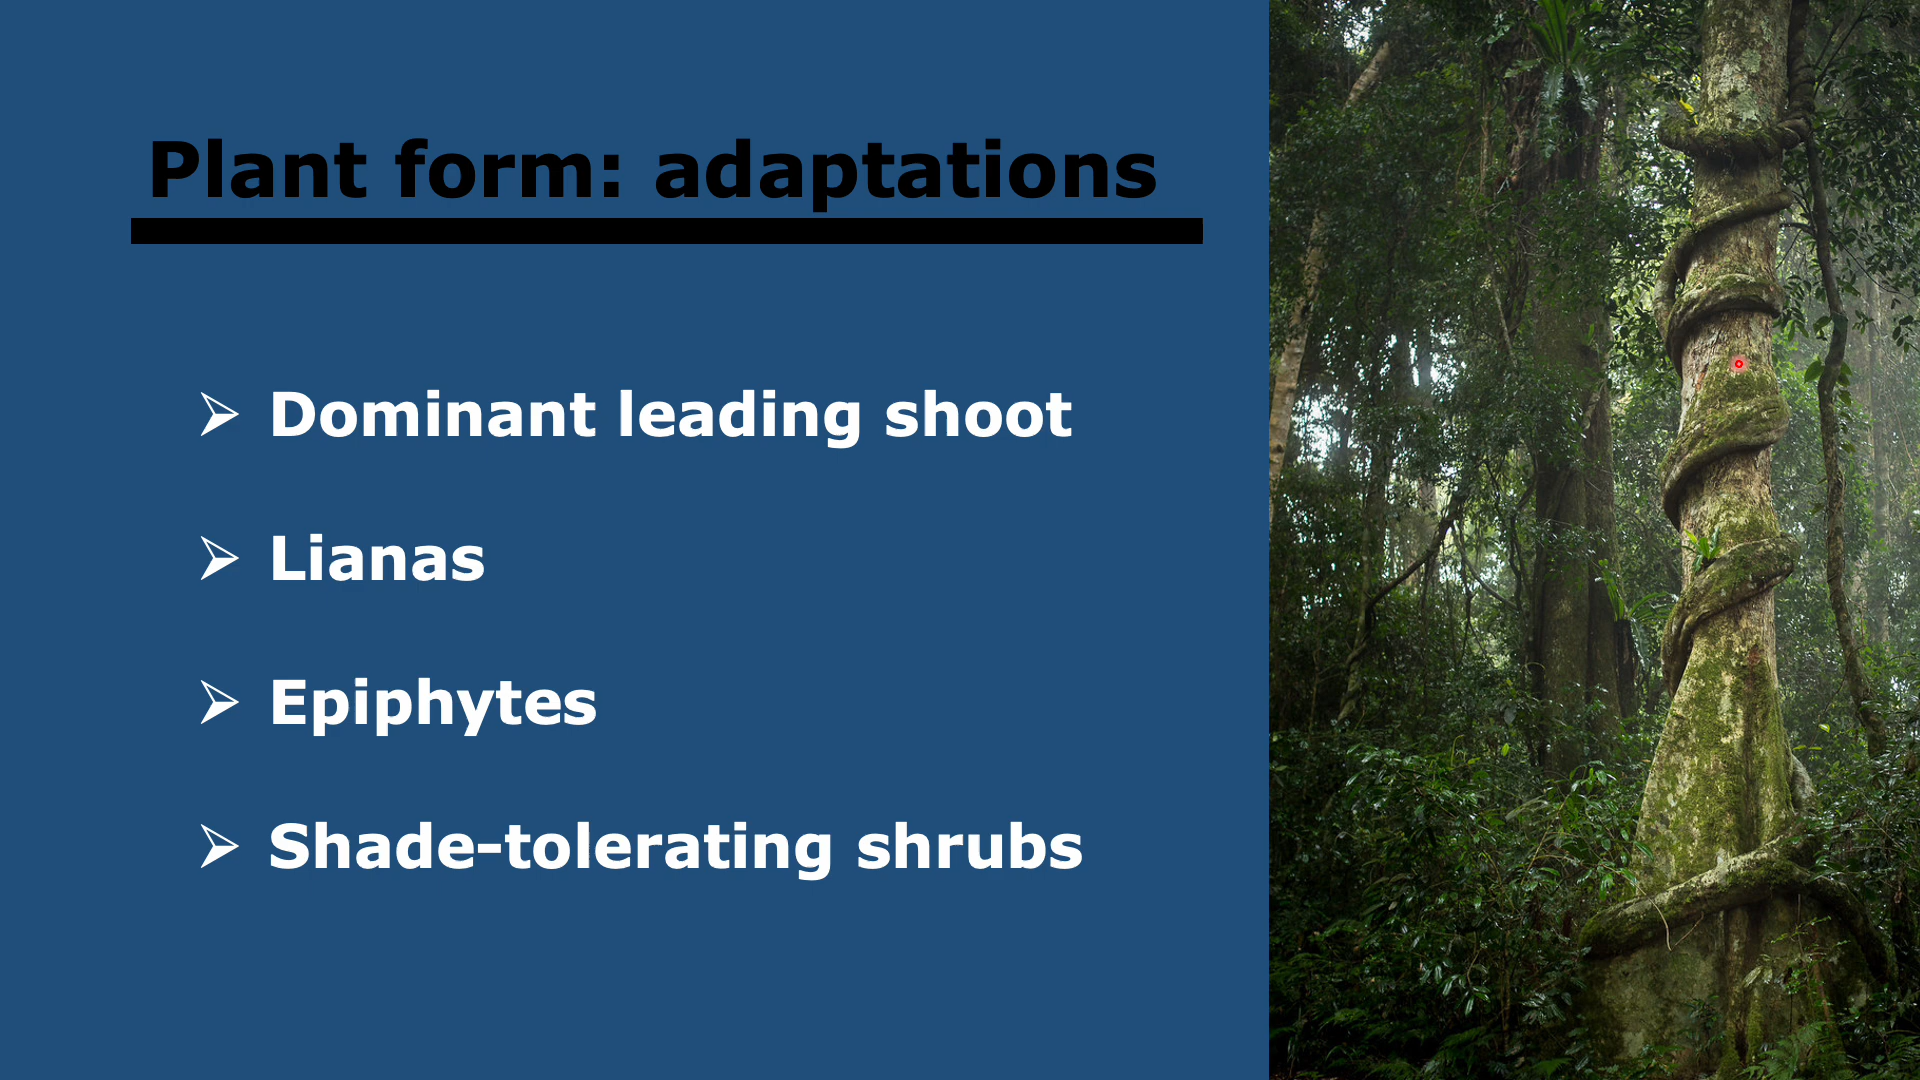 Plant form: adaptations
➢ Dominant leading shoot
➢ Lianas
➢ Epiphytes
➢ Shade-tolerating shrubs